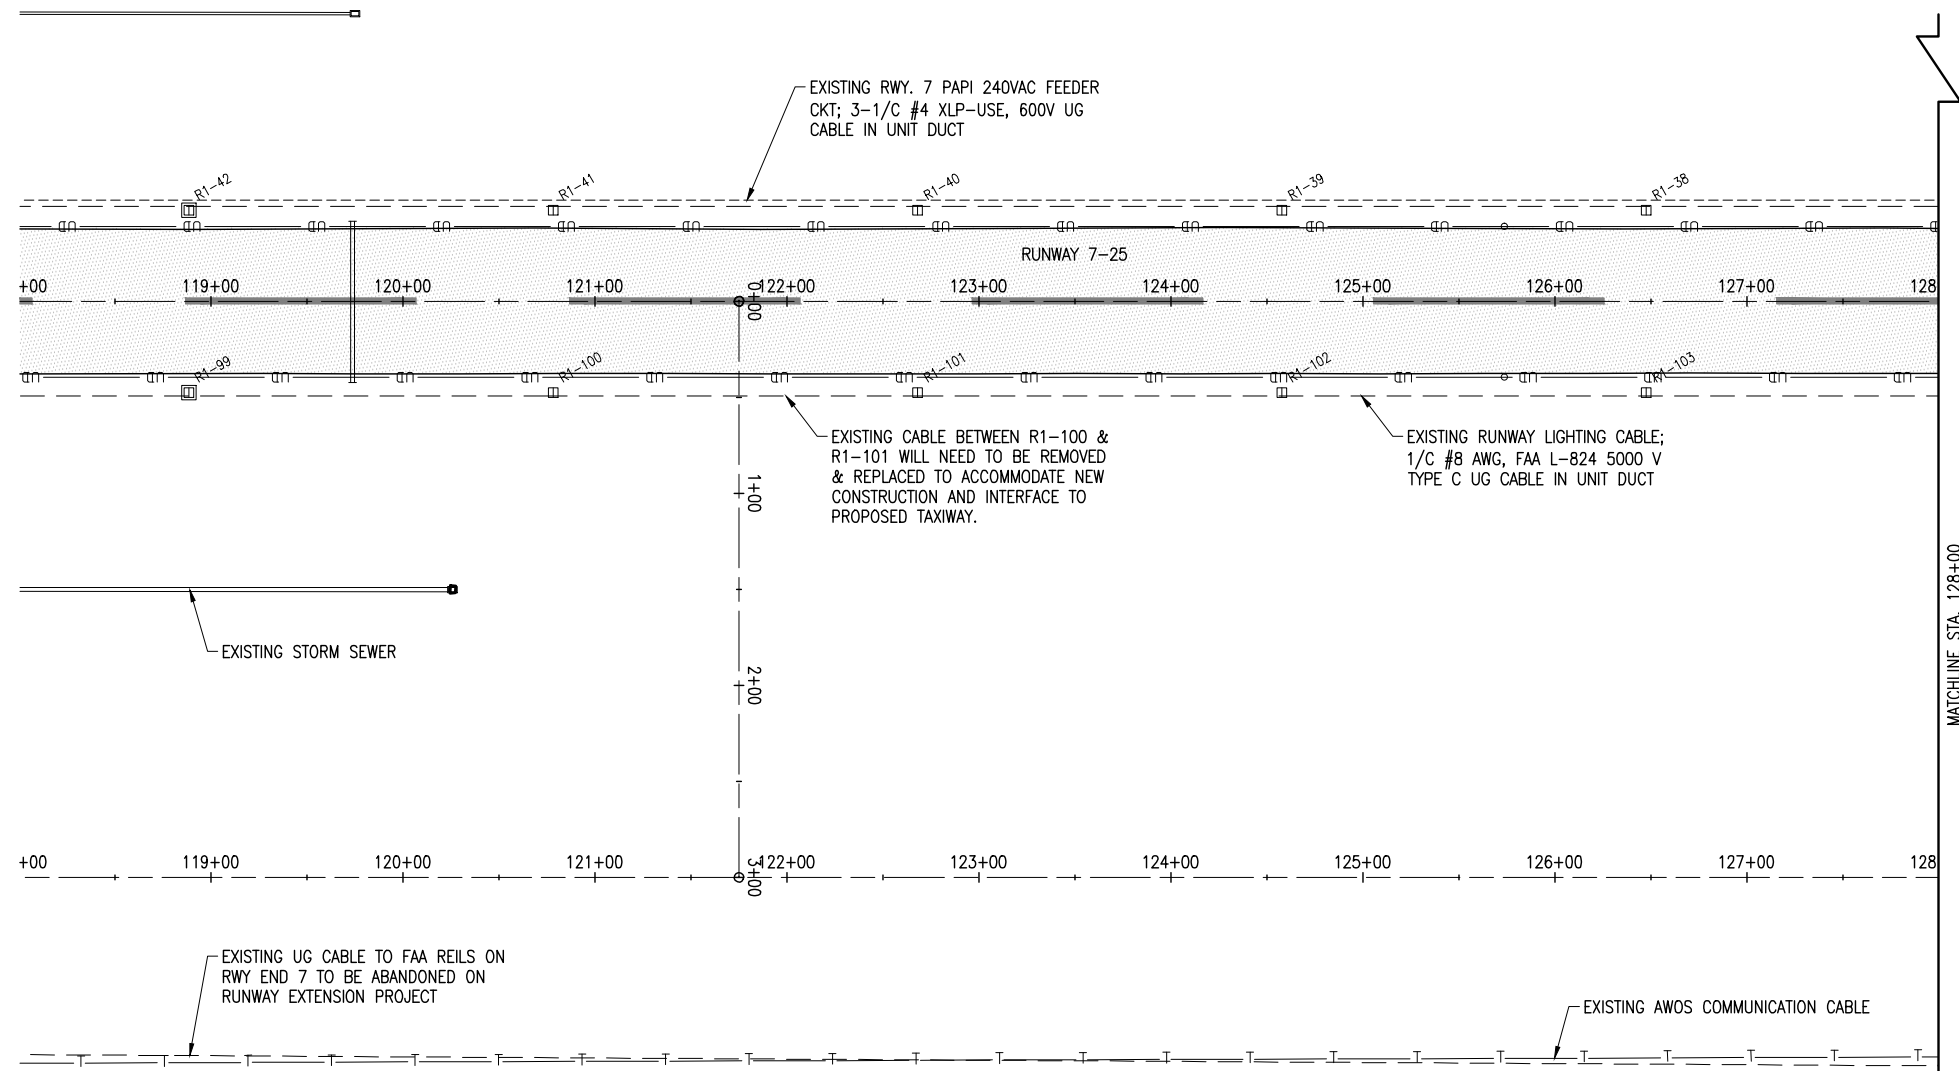 EXISTING RWY. 7 PAPI 240VAC FEEDER
CKT; 3-1/C #4 XLP-USE, 600V UG
CABLE IN UNIT DUCT
R1-42
R1-41
R1-40
R1-39
R1-38
RUNWAY 7-25
+00
119+00
120+00
121+00
122+00
123+00
124+00
125+00
126+00
127+00
128
0+00
R1-99
R1-100
R1-101
R1-102
R1-103
EXISTING CABLE BETWEEN R1-100 &
R1-101 WILL NEED TO BE REMOVED
& REPLACED TO ACCOMMODATE NEW
CONSTRUCTION AND INTERFACE TO
PROPOSED TAXIWAY.
EXISTING RUNWAY LIGHTING CABLE;
1/C #8 AWG, FAA L-824 5000 V
TYPE C UG CABLE IN UNIT DUCT
1+00
MATCHLINE STA. 128+00
EXISTING STORM SEWER
2+00
+00
119+00
120+00
121+00
3+00
122+00
123+00
124+00
125+00
126+00
127+00
128
EXISTING UG CABLE TO FAA REILS ON
RWY END 7 TO BE ABANDONED ON
RUNWAY EXTENSION PROJECT
EXISTING AWOS COMMUNICATION CABLE